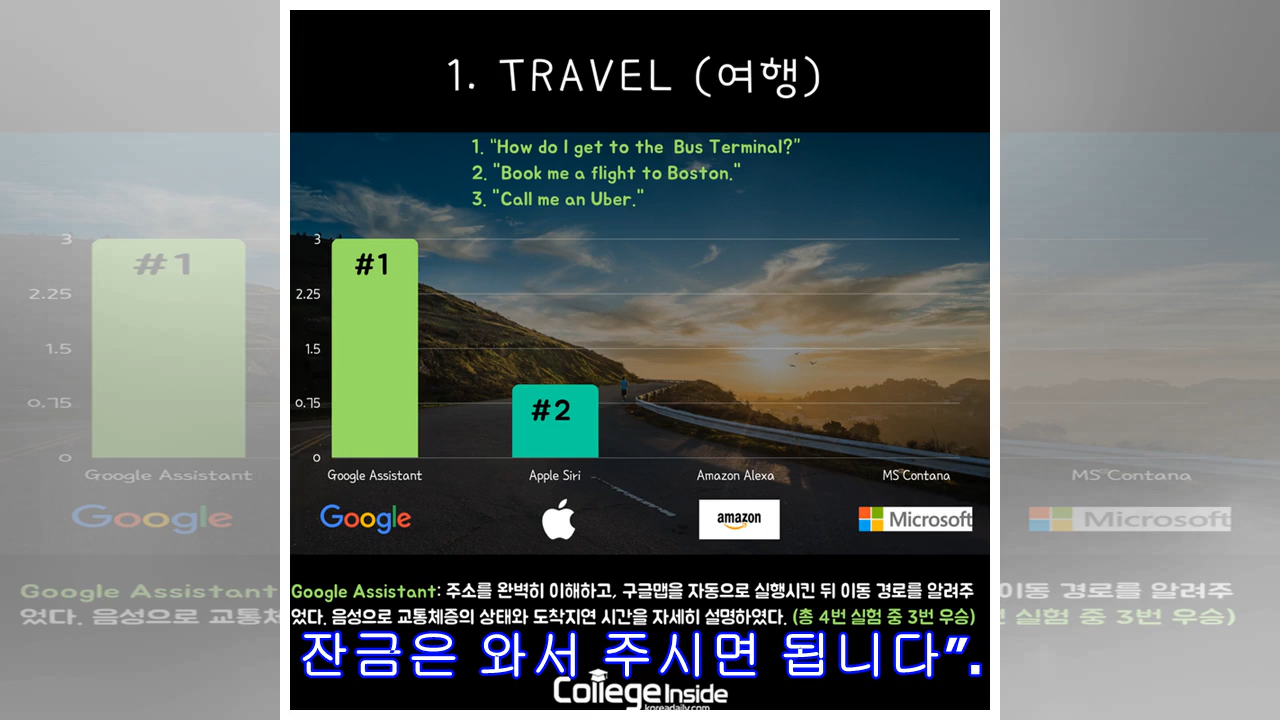 1. TRAVEL (여행)
1. "How do I get to the Bus Terminal?"
2. "Book me a flight to Boston."
3. "Call me an Uber."
3
#1
2.25
1.5
#2
0.75
0
Google Assistant Apple Siri Amazon Alexa MS Contana
Google amazon Microsoft
Google Assistant: 주소를 완벽히 이해하고, 구글맵을 자동으로 실행시킨 뒤 이동 경로를 알려주
었다. 음성으로 교통체증의 상태와 도착지연 시간을 자세히 설명하였다. (총 4번 실험 중 3번 우승)
잔금은 와서 주시면 됩니다”.
College Inside
koreadaily.com